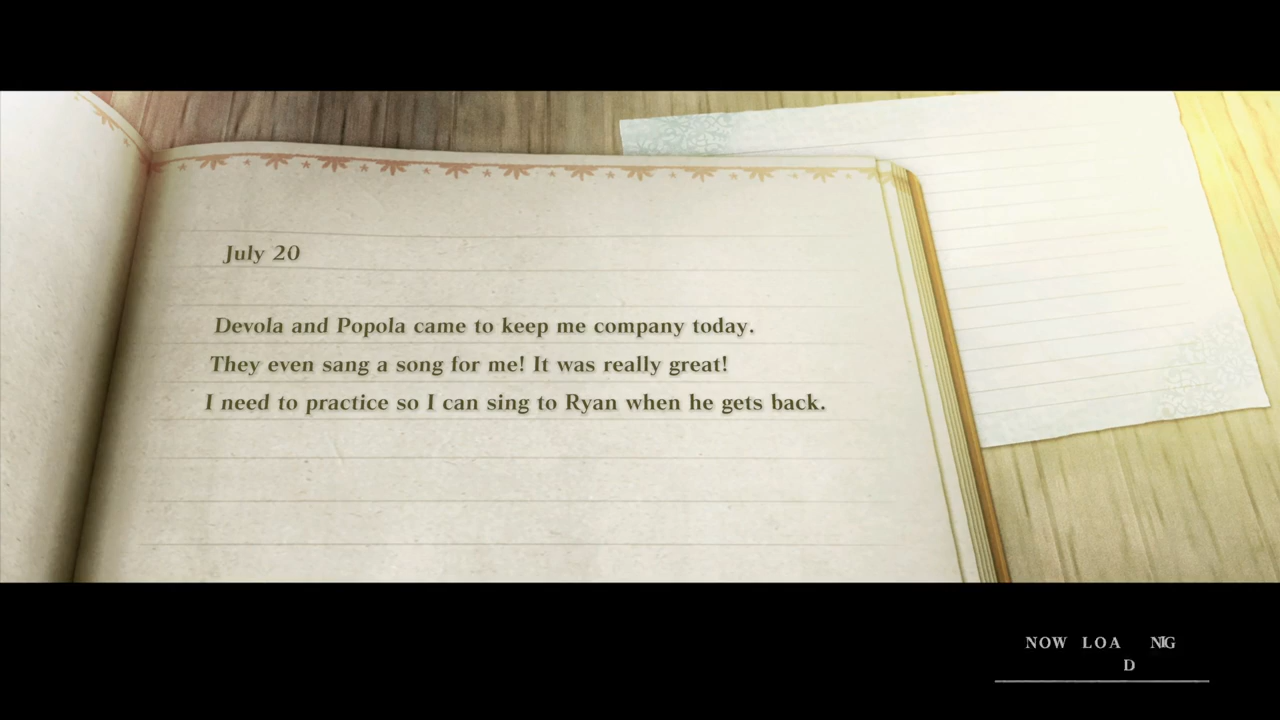 July 20
Devola and Popola came to keep me company today.
They even sang a song for me! It was really great!
I need to practice so I can sing to Ryan when he gets back.
NOW LOADING